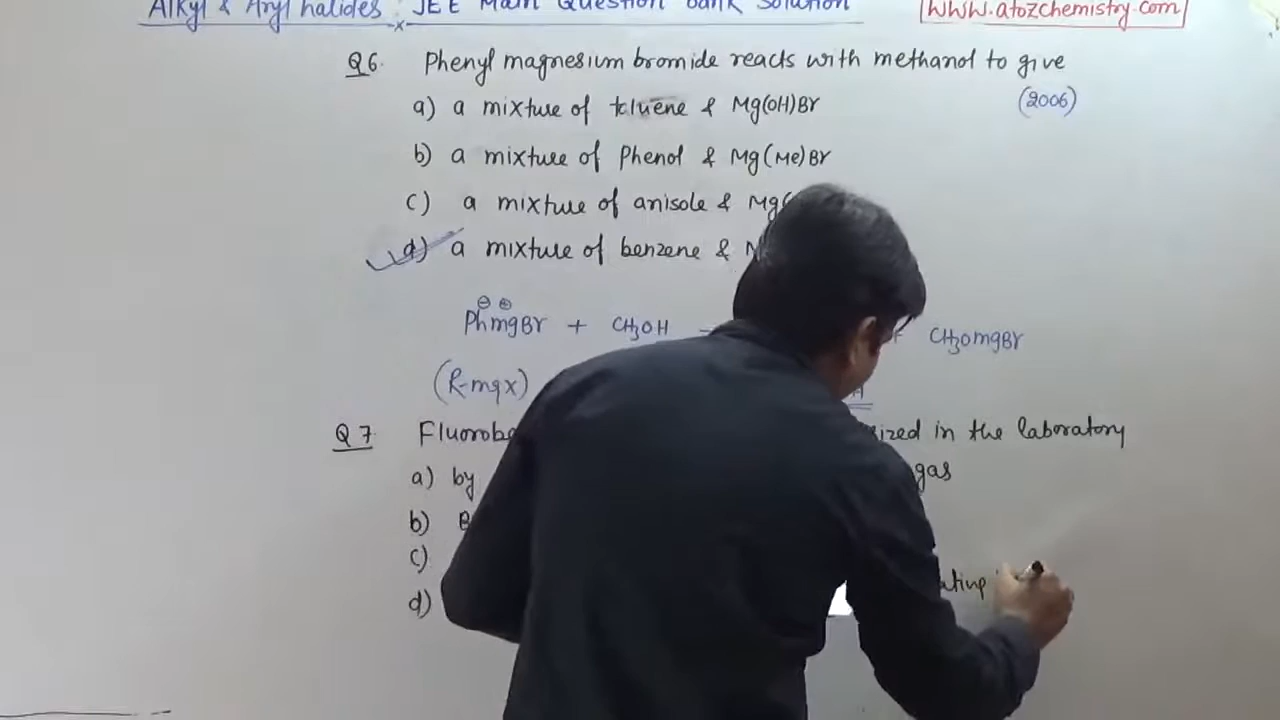 Alkyl & Aryl halides : JEE Main Question bank Solution
www.atozchemistry.com
Q6. Phenyl magnesium bromide reacts with methanol to give
(2006)
a) a mixture of toluene & Mg(OH)Br
b) a mixture of Phenol & Mg(Me)Br
c) a mixture of anisole & Mg(
d) a mixture of benzene &
⊖ ⊕
PhmgBr + CH3OH + CH3OmgBr
(R-mgx)
Q7 Fluorobe ized in the laboratory
a) by gas
b) B
c)
d) ating